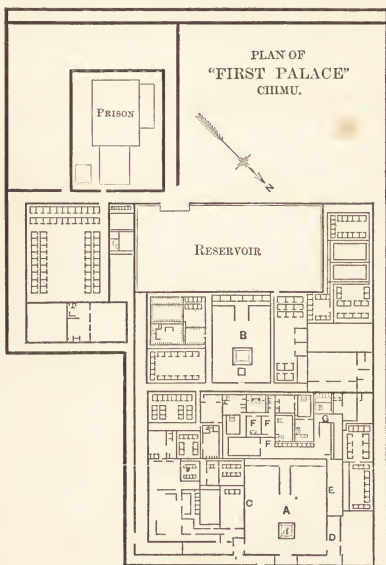 PLAN OF
"FIRST PALACE"
CHIMU.
PRISON
N
RESERVOIR
B
F F
G
F
C
A
E
d
D